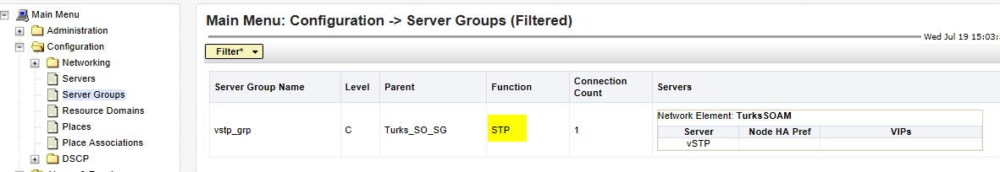 Main Menu
Administration
Configuration
Networking
Servers
Server Groups
Resource Domains
Places
Place Associations
DSCP
Main Menu: Configuration -> Server Groups (Filtered)
Wed Jul 19 15:03:
Filter*
Server Group Name Level Parent Function Connection Count Servers
vstp_grp C Turks_SO_SG STP 1
Network Element: TurksSOAM
Server Node HA Pref VIPs
vSTP